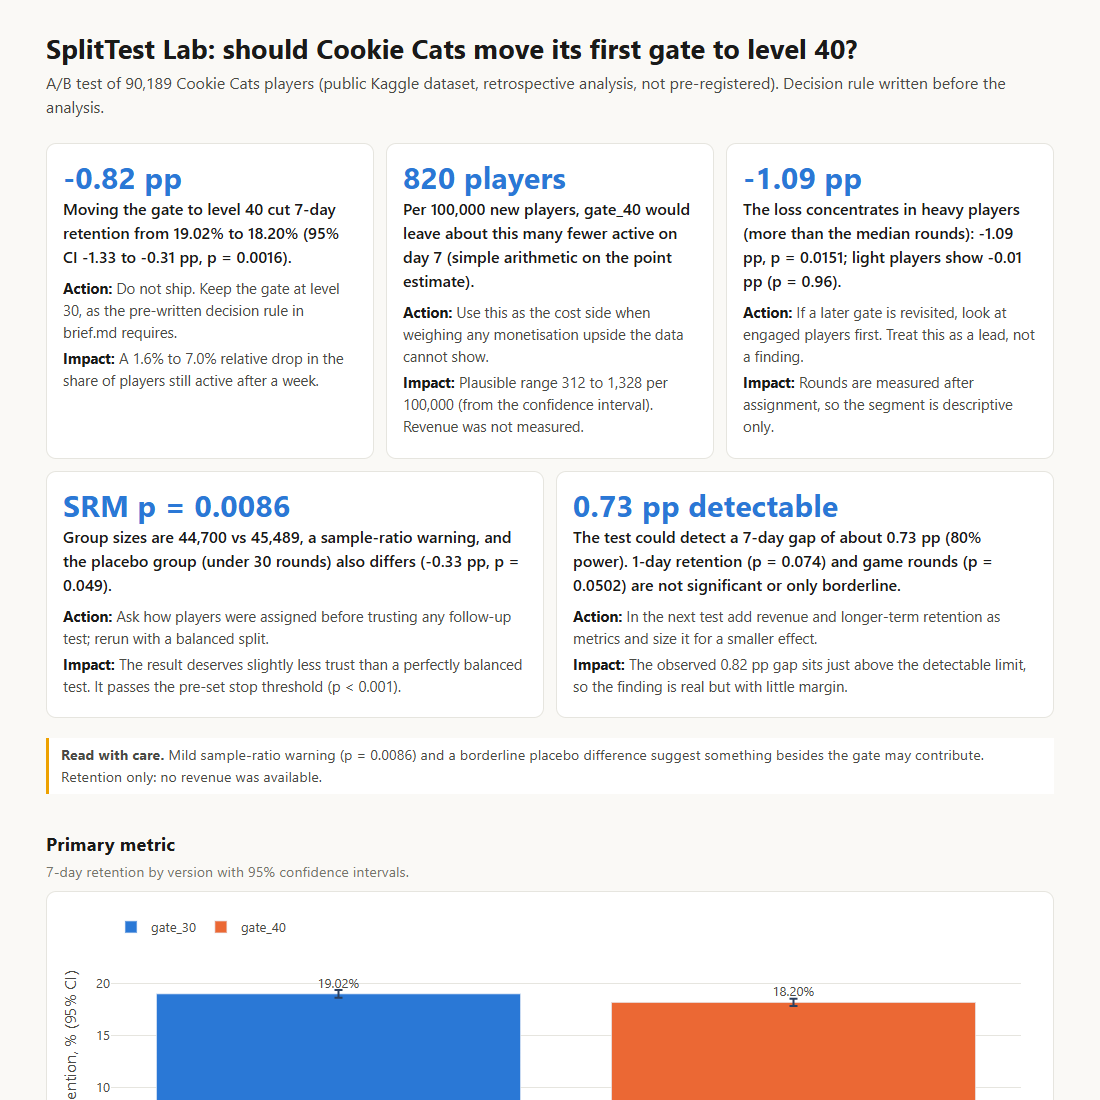 SplitTest Lab: should Cookie Cats move its first gate to level 40?
A/B test of 90,189 Cookie Cats players (public Kaggle dataset, retrospective analysis, not pre-registered). Decision rule written before the
analysis.
-0.82 pp
Moving the gate to level 40 cut 7-day
retention from 19.02% to 18.20% (95%
CI -1.33 to -0.31 pp, p = 0.0016).
Action: Do not ship. Keep the gate at level
30, as the pre-written decision rule in
brief.md requires.
Impact: A 1.6% to 7.0% relative drop in the
share of players still active after a week.
820 players
Per 100,000 new players, gate_40 would
leave about this many fewer active on
day 7 (simple arithmetic on the point
estimate).
Action: Use this as the cost side when
weighing any monetisation upside the data
cannot show.
Impact: Plausible range 312 to 1,328 per
100,000 (from the confidence interval).
Revenue was not measured.
-1.09 pp
The loss concentrates in heavy players
(more than the median rounds): -1.09
pp, p = 0.0151; light players show -0.01
pp (p = 0.96).
Action: If a later gate is revisited, look at
engaged players first. Treat this as a lead, not
a finding.
Impact: Rounds are measured after
assignment, so the segment is descriptive
only.
SRM p = 0.0086
Group sizes are 44,700 vs 45,489, a sample-ratio warning, and
the placebo group (under 30 rounds) also differs (-0.33 pp, p =
0.049).
Action: Ask how players were assigned before trusting any follow-up
test; rerun with a balanced split.
Impact: The result deserves slightly less trust than a perfectly balanced
test. It passes the pre-set stop threshold (p < 0.001).
0.73 pp detectable
The test could detect a 7-day gap of about 0.73 pp (80%
power). 1-day retention (p = 0.074) and game rounds (p =
0.0502) are not significant or only borderline.
Action: In the next test add revenue and longer-term retention as
metrics and size it for a smaller effect.
Impact: The observed 0.82 pp gap sits just above the detectable limit,
so the finding is real but with little margin.
Read with care. Mild sample-ratio warning (p = 0.0086) and a borderline placebo difference suggest something besides the gate may contribute.
Retention only: no revenue was available.
Primary metric
7-day retention by version with 95% confidence intervals.
gate_30
gate_40
ention, % (95% CI)
20
15
10
19.02%
18.20%